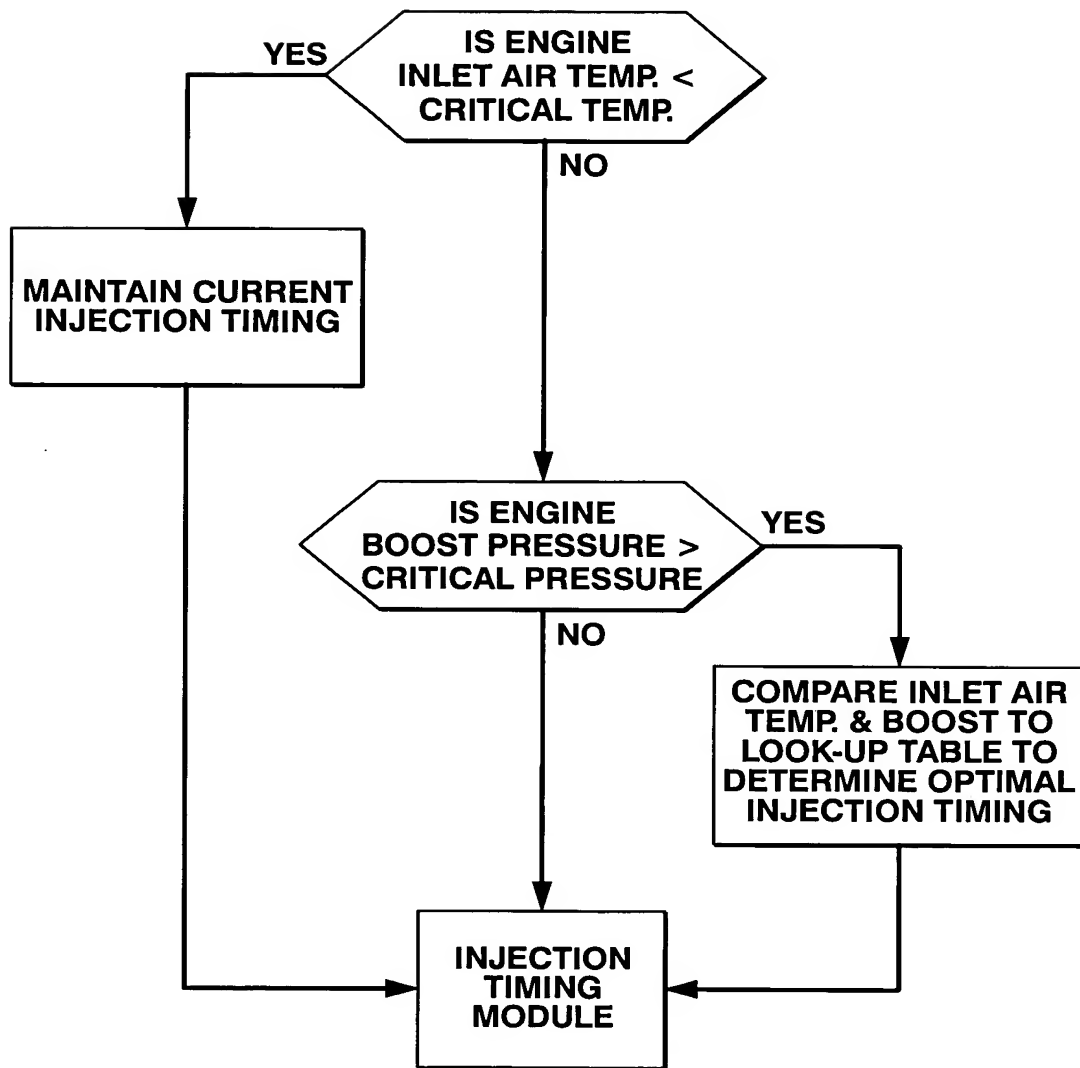 IS ENGINE
INLET AIR TEMP. <
CRITICAL TEMP.
YES
NO
MAINTAIN CURRENT
INJECTION TIMING
IS ENGINE
BOOST PRESSURE >
CRITICAL PRESSURE
YES
NO
COMPARE INLET AIR
TEMP. & BOOST TO
LOOK-UP TABLE TO
DETERMINE OPTIMAL
INJECTION TIMING
INJECTION
TIMING
MODULE